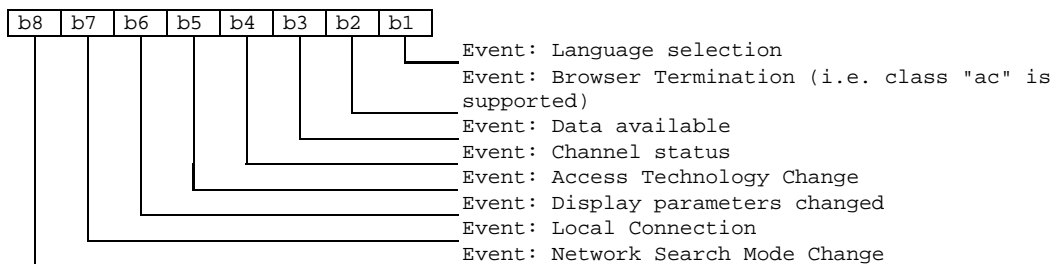 b8 b7 b6 b5 b4 b3 b2 b1
Event: Language selection
Event: Browser Termination (i.e. class "ac" is
supported)
Event: Data available
Event: Channel status
Event: Access Technology Change
Event: Display parameters changed
Event: Local Connection
Event: Network Search Mode Change